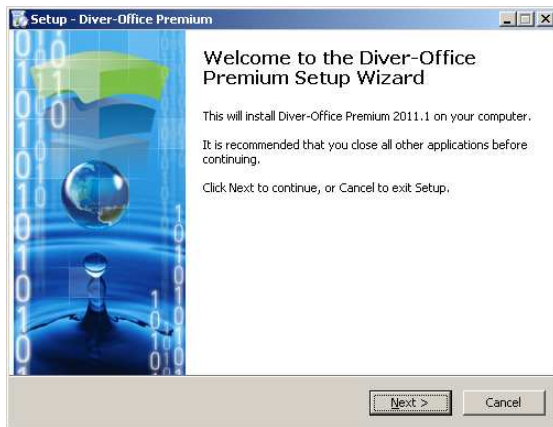 Setup - Diver-Office Premium
Welcome to the Diver-Office
Premium Setup Wizard
This will install Diver-Office Premium 2011.1 on your computer.
It is recommended that you close all other applications before
continuing.
Click Next to continue, or Cancel to exit Setup.
Next >
Cancel